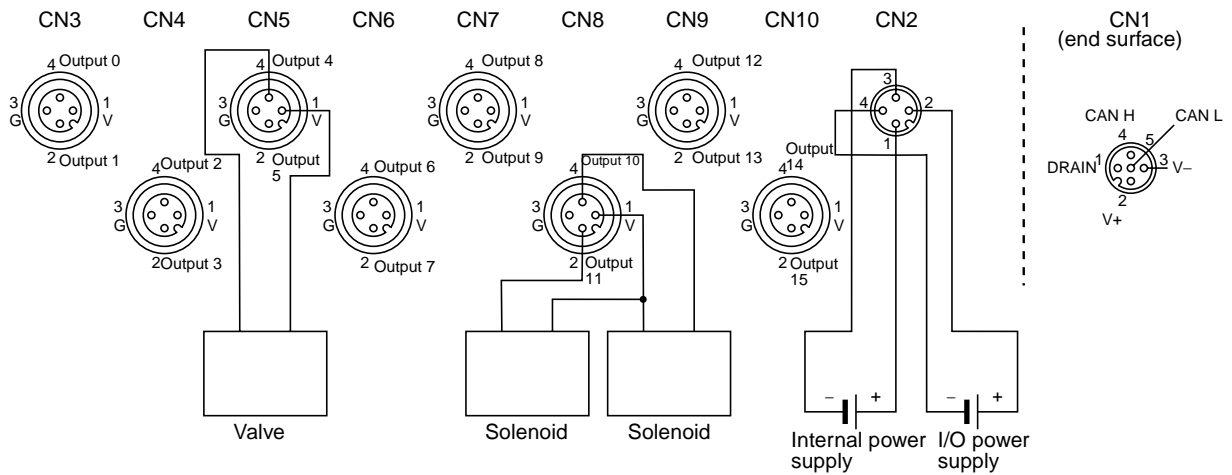 CN3 CN4 CN5 CN6 CN7 CN8 CN9 CN10 CN2 CN1
(end surface)
4 Output 0
3
G
1
V
2 Output 1
4 Output 2
3
G
1
V
2 Output 3
4 Output 4
3
G
1
V
2 Output
5
4 Output 6
3
G
1
V
2 Output 7
4 Output 8
3
G
1
V
2 Output 9
4 Output 10
3
G
1
V
2 Output
11
4 Output 12
3
G
1
V
2 Output 13
Output
4 14
3
G
1
V
2 Output
15
3
4
2
1
CAN H
CAN L
4
5
DRAIN 1
3 V–
2
V+
– +
– +
Valve
Solenoid
Solenoid
Internal power
supply
I/O power
supply